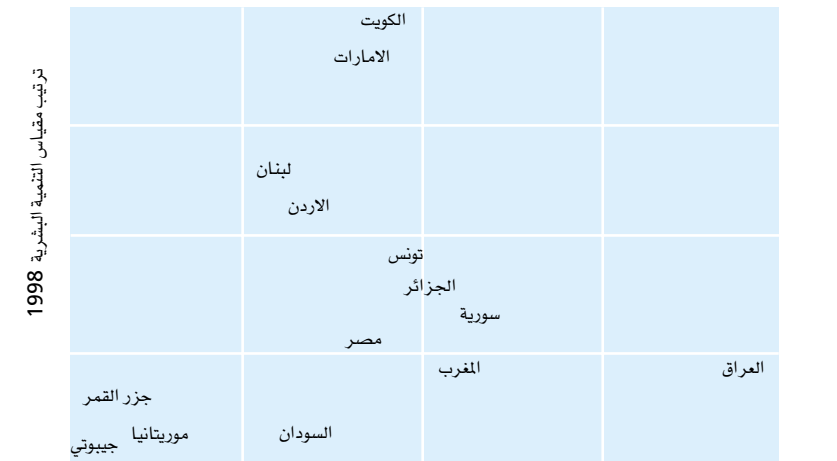 ترتيب مقياس التنمية البشرية 1998
الكويت
الامارات
لبنان
الاردن
تونس
الجزائر
سورية
مصر
العراق
المغرب
جزر القمر
السودان
موريتانيا
جيبوتي